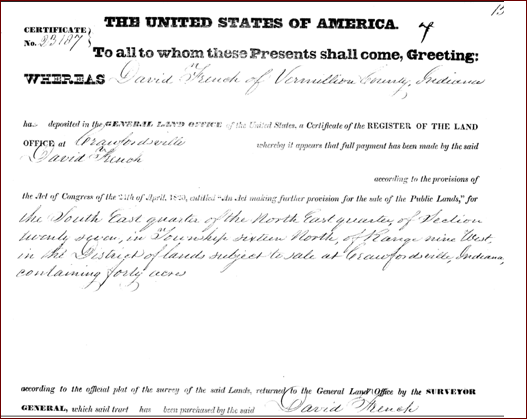 13
THE UNITED STATES OF AMERICA. 4
CERTIFICATE
No. 23187
To all to whom these Presents shall come, Greeting:
WHEREAS David French of Vermillion County, Indiana
has deposited in the GENERAL LAND OFFICE of the United States, a Certificate of the REGISTER OF THE LAND
OFFICE at Crawfordsville whereby it appears that full payment has been made by the said
David French
according to the provisions of
the Act of Congress of the 24th of April, 1820, entitled "An Act making further provision for the sale of the Public Lands," for
the South East quarter of the North East quarter of Section
twenty seven, in Township sixteen North, of Range nine West,
in the District of lands subject to sale at Crawfordsville, Indiana,
containing forty acres
according to the official plat of the survey of the said Lands, returned to the General Land Office by the SURVEYOR
GENERAL, which said tract has been purchased by the said David French